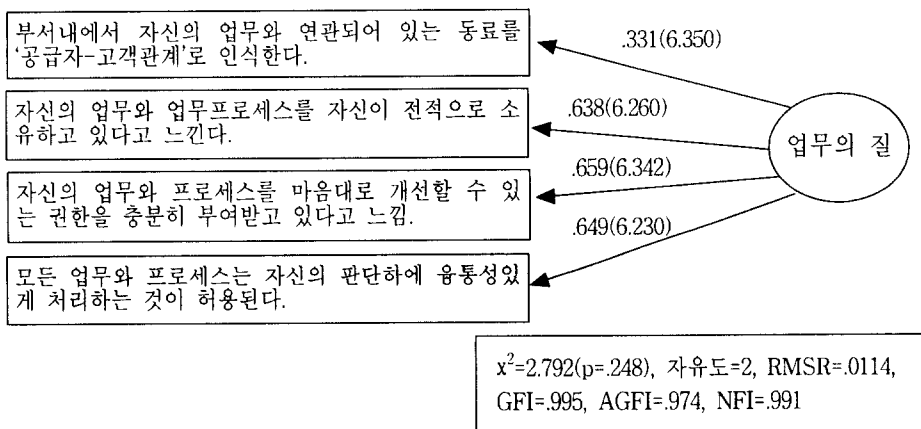 부서내에서 자신의 업무와 연관되어 있는 동료를
'공급자-고객관계'로 인식한다.
.331(6.350)
자신의 업무와 업무프로세스를 자신이 전적으로 소
유하고 있다고 느낀다.
.638(6.260)
업무의 질
.659(6.342)
자신의 업무와 프로세스를 마음대로 개선할 수 있
는 권한을 충분히 부여받고 있다고 느낌.
.649(6.230)
모든 업무와 프로세스는 자신의 판단하에 융통성있
게 처리하는 것이 허용된다.
x²=2.792(p=.248), 자유도=2, RMSR=.0114,
GFI=.995, AGFI=.974, NFI=.991